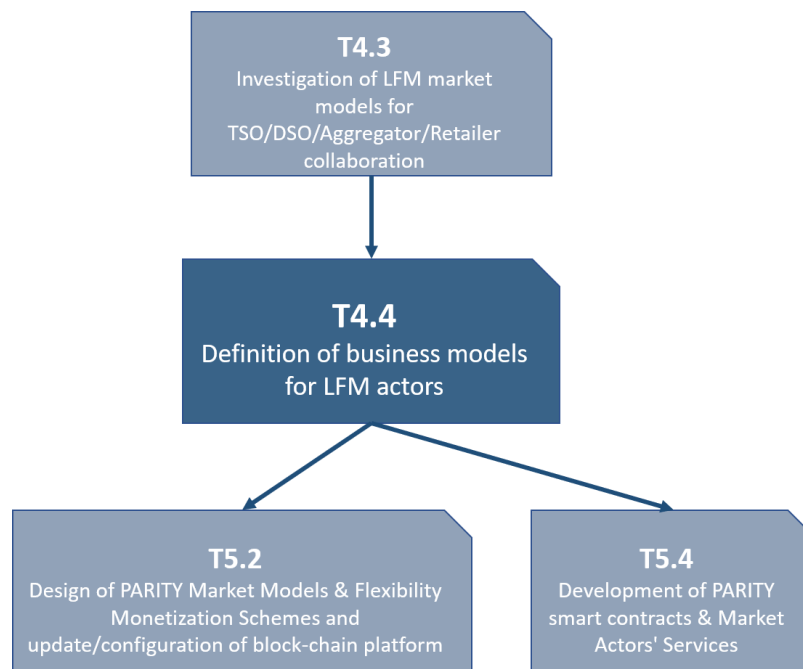 T4.3
Investigation of LFM market
models for
TSO/DSO/Aggregator/Retailer
collaboration
T4.4
Definition of business models
for LFM actors
T5.2
Design of PARITY Market Models & Flexibility
Monetization Schemes and
update/configuration of block-chain platform
T5.4
Development of PARITY
smart contracts & Market
Actors' Services